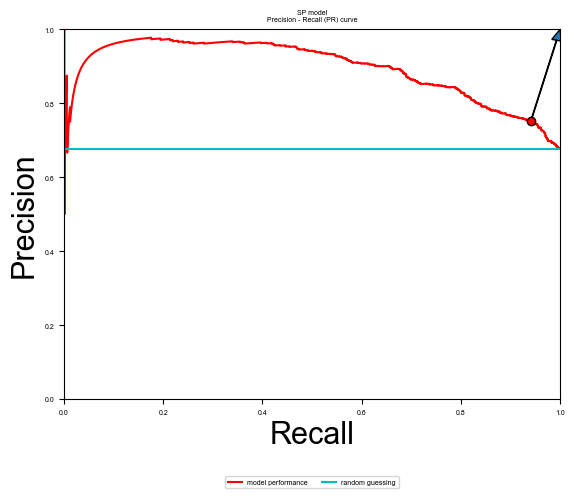 SP model
Precision - Recall (PR) curve
1.0
0.8
0.6
0.4
0.2
0.0
Precision
0.0 0.2 0.4 0.6 0.8 1.0
Recall
model performance random guessing